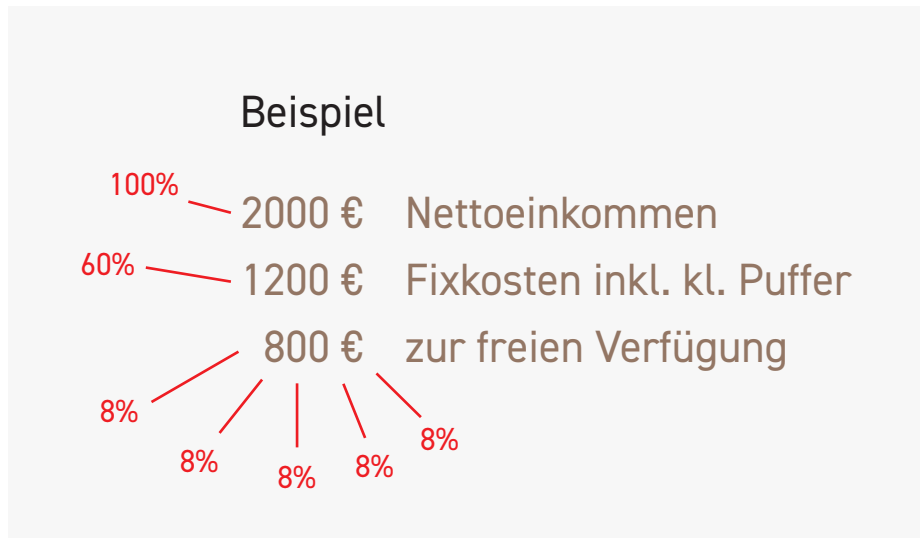 Beispiel
100%
2000 € Nettoeinkommen
60%
1200 € Fixkosten inkl. kl. Puffer
800 € zur freien Verfügung
8%
8%
8%
8%
8%